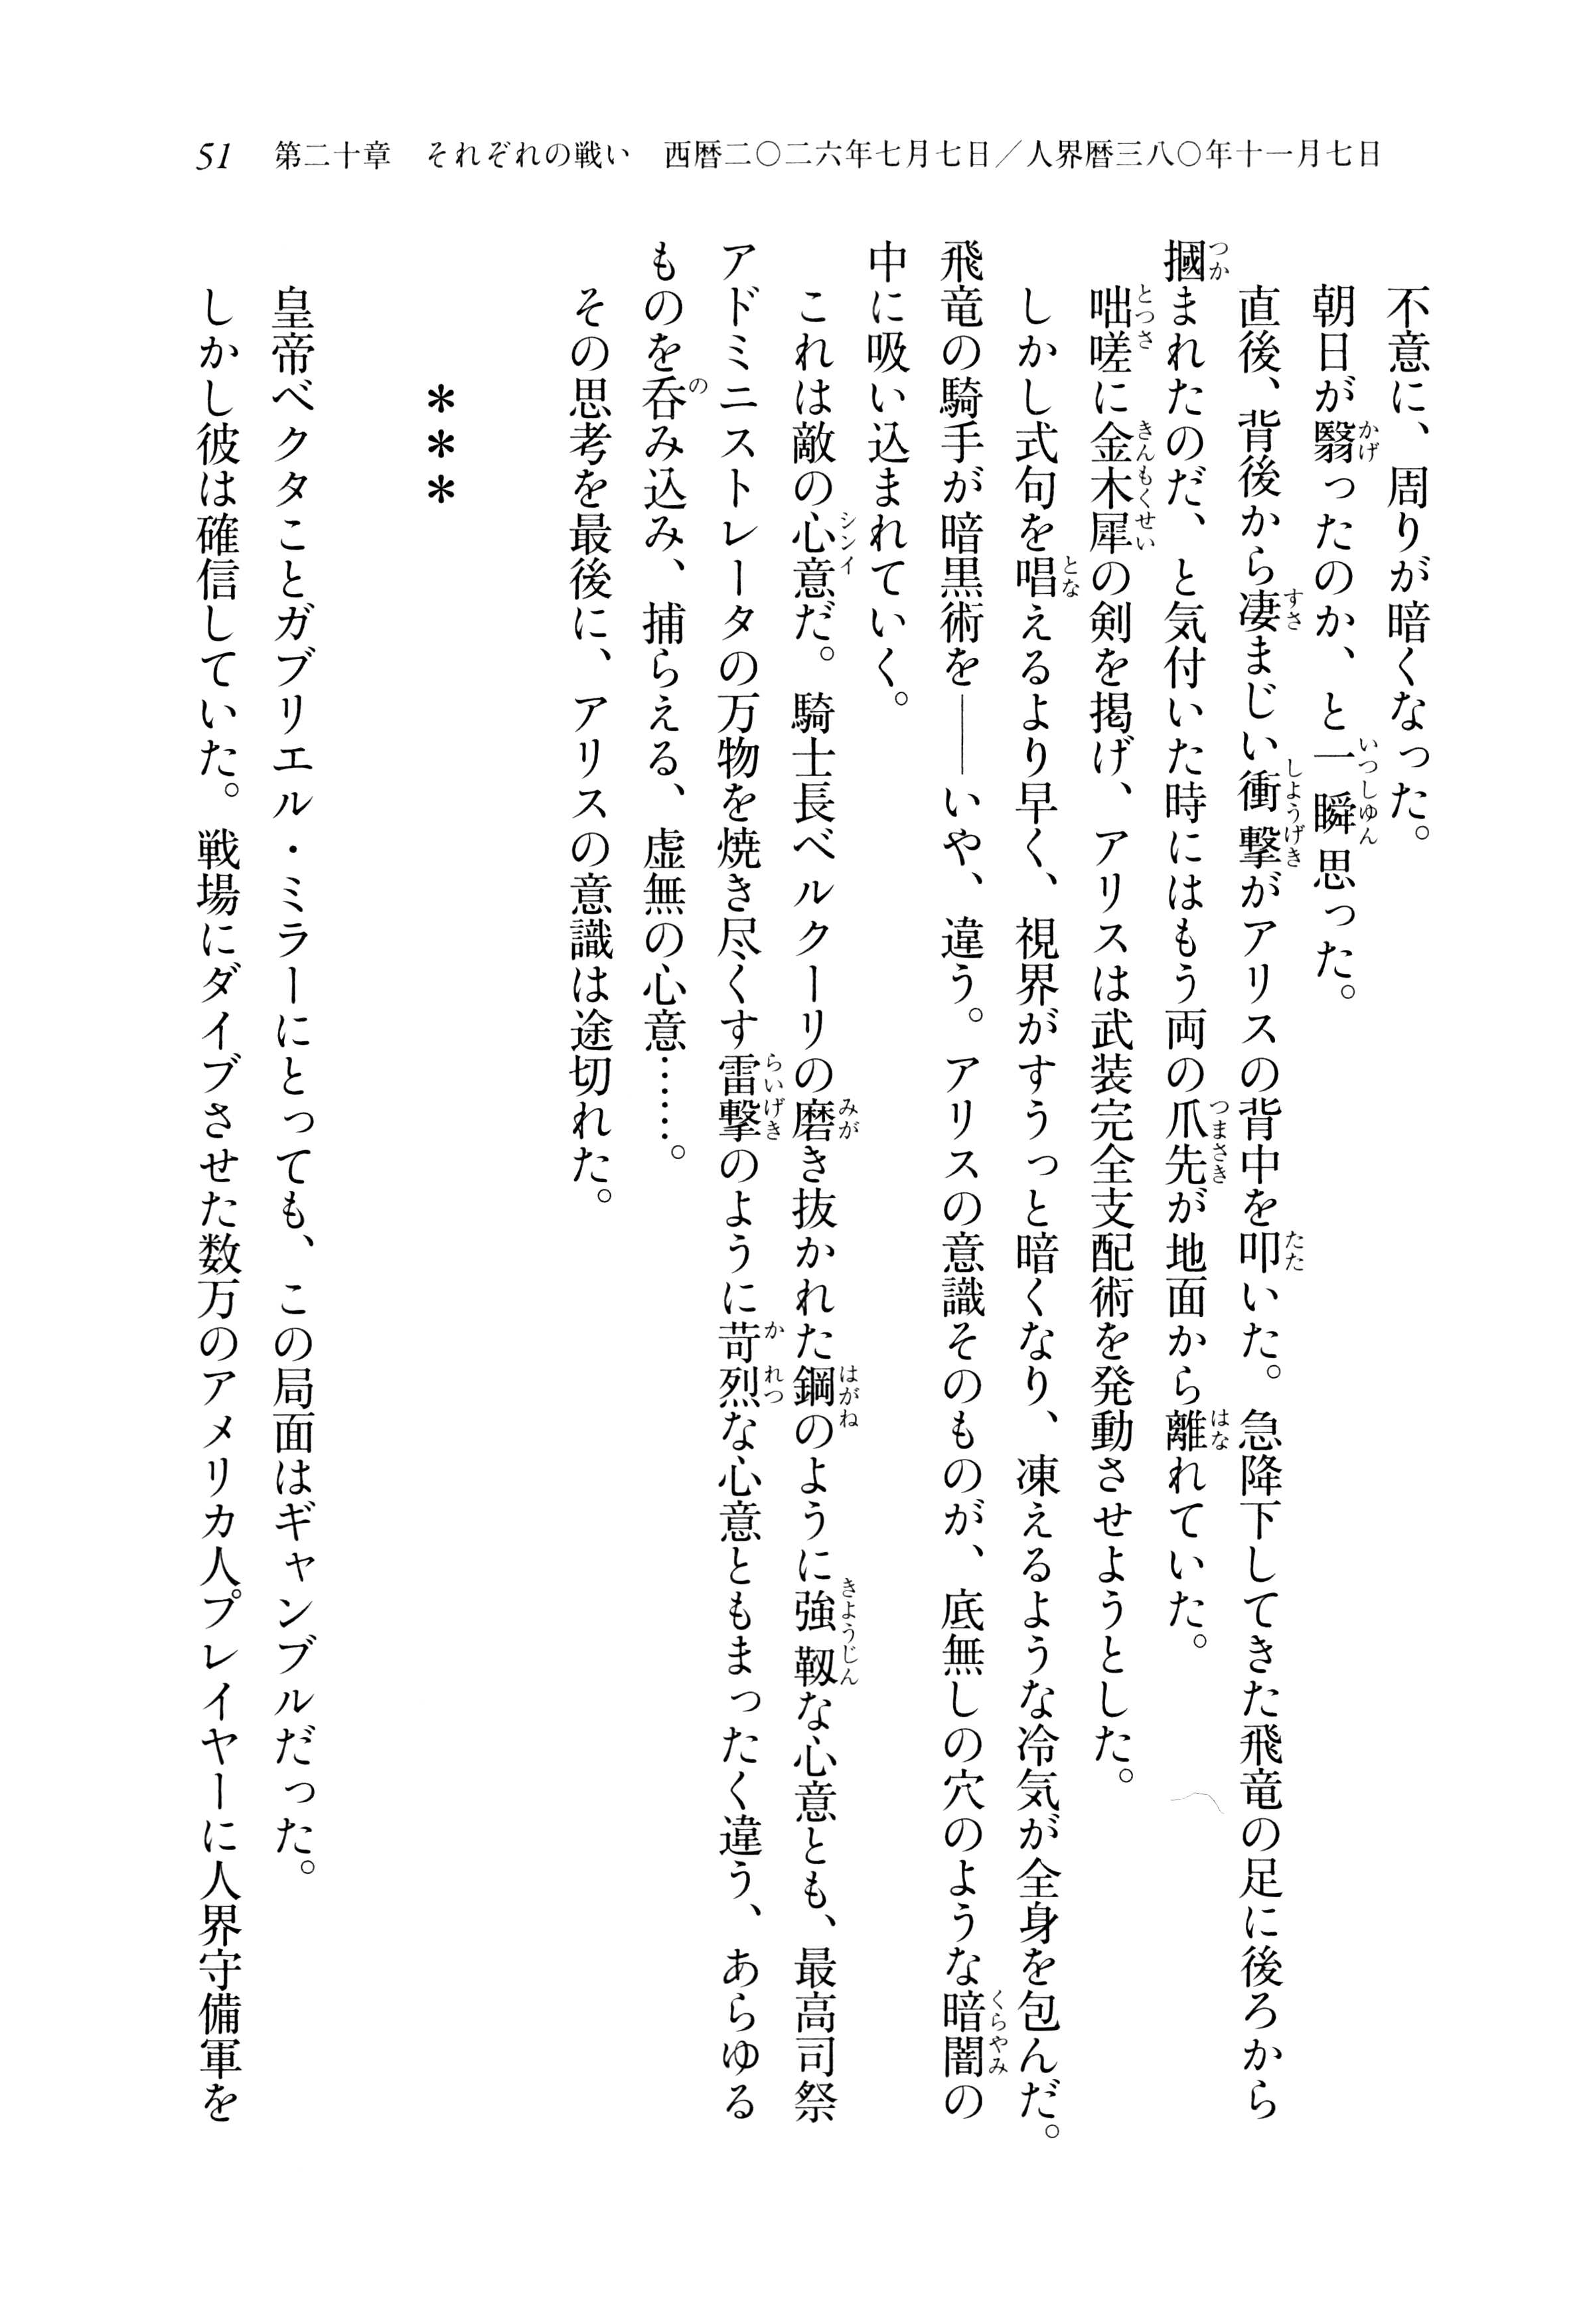 51 第二十章 それぞれの戦い 西暦二〇二六年七月七日／人界暦三八〇年十一月七日
不意に、周りが暗くなった。
朝日が翳ったのか、と一瞬思った。
直後、背後から凄まじい衝撃がアリスの背中を叩いた。急降下してきた飛竜の足に後ろから
摑まれたのだ、と気付いた時にはもう両の爪先が地面から離れていた。
咄嗟に金木犀の剣を掲げ、アリスは武装完全支配術を発動させようとした。
しかし式句を唱えるより早く、視界がすうっと暗くなり、凍えるような冷気が全身を包んだ。
飛竜の騎手が暗黒術を――いや、違う。アリスの意識そのものが、底無しの穴のような暗闇の
中に吸い込まれていく。
これは敵の心意だ。騎士長ベルクーリの磨き抜かれた鋼のように強靱な心意とも、最高司祭
アドミニストレータの万物を焼き尽くす雷撃のように苛烈な心意ともまったく違う、あらゆる
ものを呑み込み、捕らえる、虚無の心意……。
その思考を最後に、アリスの意識は途切れた。
＊＊＊
皇帝ベクタことガブリエル・ミラーにとっても、この局面はギャンブルだった。
しかし彼は確信していた。戦場にダイブさせた数万のアメリカ人プレイヤーに人界守備軍を